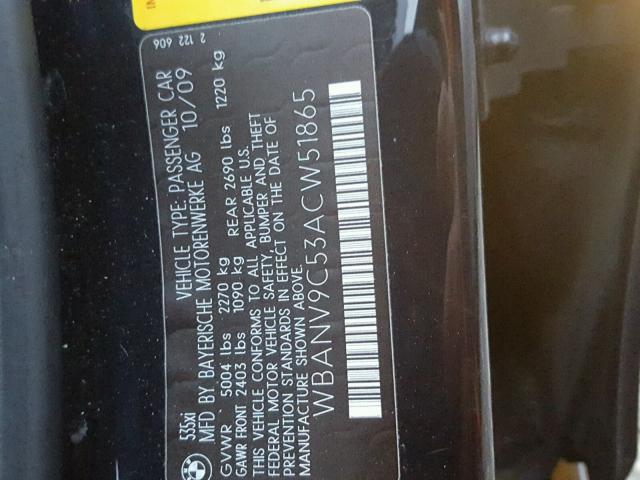 535xi VEHICLE TYPE: PASSENGER CAR
MFD BY BAYERISCHE MOTORENWERKE AG 10/09
GVWR 5004 lbs 2270 kg
GAWR FRONT 2403 lbs 1090 kg REAR 2690 lbs 1220 kg
THIS VEHICLE CONFORMS TO ALL APPLICABLE U.S.
FEDERAL MOTOR VEHICLE SAFETY, BUMPER AND THEFT
PREVENTION STANDARDS IN EFFECT ON THE DATE OF
MANUFACTURE SHOWN ABOVE.
WBANV9C53ACW51865
2 122 606